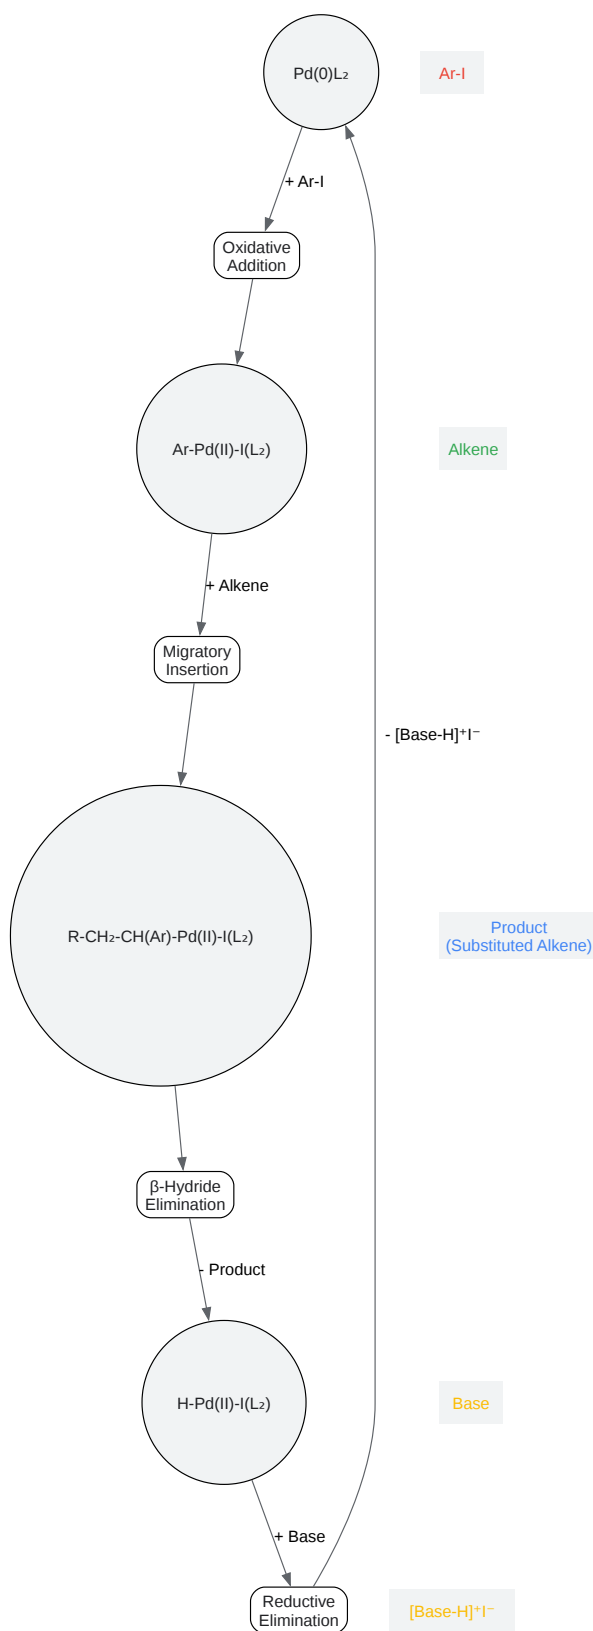 Pd(0)L₂
Ar-I
+ Ar-I
Oxidative
Addition
Ar-Pd(II)-I(L₂)
Alkene
+ Alkene
Migratory
Insertion
- [Base-H]⁺I⁻
R-CH₂-CH(Ar)-Pd(II)-I(L₂)
Product
(Substituted Alkene)
β-Hydride
Elimination
- Product
H-Pd(II)-I(L₂)
Base
+ Base
Reductive
Elimination
[Base-H]⁺I⁻